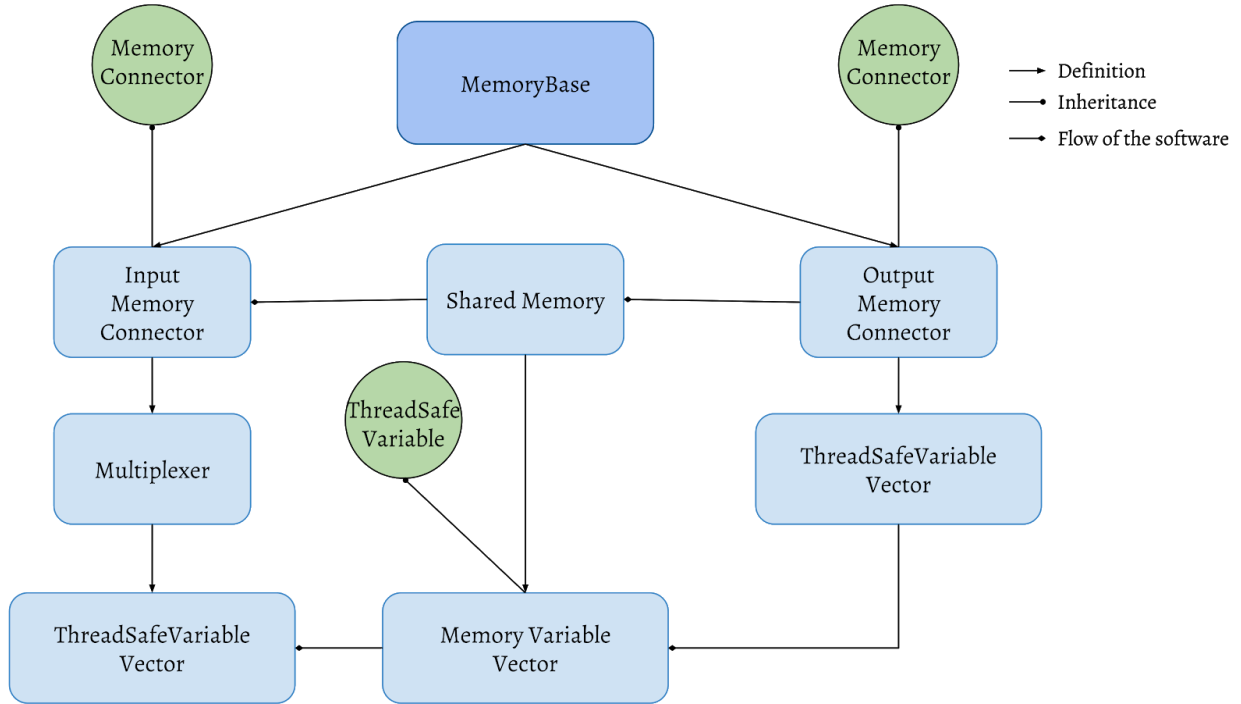 Memory
Connector
MemoryBase
Memory
Connector
Definition
Inheritance
Flow of the software
Input
Memory
Connector
Shared Memory
Output
Memory
Connector
ThreadSafe
Variable
Multiplexer
ThreadSafeVariable
Vector
ThreadSafeVariable
Vector
Memory Variable
Vector